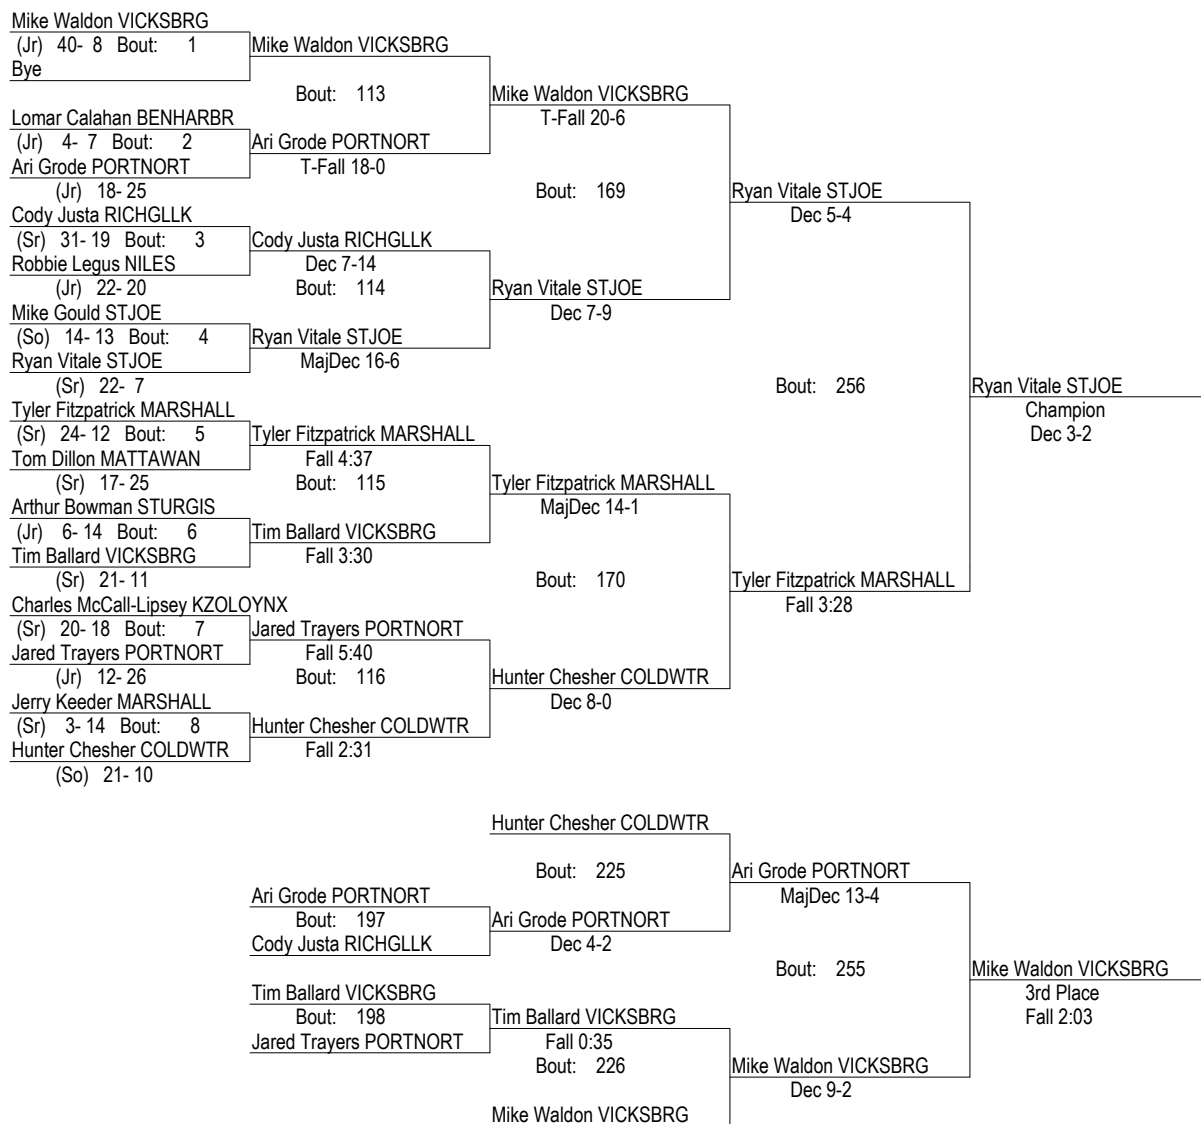 Mike Waldon VICKSBRG
(Jr) 40- 8 Bout: 1
Bye
Mike Waldon VICKSBRG
Bout: 113
Lomar Calahan BENHARBR
(Jr) 4- 7 Bout: 2
Ari Grode PORTNORT
(Jr) 18- 25
Ari Grode PORTNORT
T-Fall 18-0
Mike Waldon VICKSBRG
T-Fall 20-6
Bout: 169
Cody Justa RICHGLLK
(Sr) 31- 19 Bout: 3
Robbie Legus NILES
(Jr) 22- 20
Cody Justa RICHGLLK
Dec 7-14
Bout: 114
Mike Gould STJOE
(So) 14- 13 Bout: 4
Ryan Vitale STJOE
(Sr) 22- 7
Ryan Vitale STJOE
MajDec 16-6
Ryan Vitale STJOE
Dec 7-9
Ryan Vitale STJOE
Dec 5-4
Bout: 256
Ryan Vitale STJOE
Champion
Dec 3-2
Tyler Fitzpatrick MARSHALL
(Sr) 24- 12 Bout: 5
Tom Dillon MATTAWAN
(Sr) 17- 25
Tyler Fitzpatrick MARSHALL
Fall 4:37
Bout: 115
Arthur Bowman STURGIS
(Jr) 6- 14 Bout: 6
Tim Ballard VICKSBRG
(Sr) 21- 11
Tim Ballard VICKSBRG
Fall 3:30
Tyler Fitzpatrick MARSHALL
MajDec 14-1
Bout: 170
Tyler Fitzpatrick MARSHALL
Fall 3:28
Charles McCall-Lipsey KZOLOYNX
(Sr) 20- 18 Bout: 7
Jared Trayers PORTNORT
(Jr) 12- 26
Jared Trayers PORTNORT
Fall 5:40
Bout: 116
Jerry Keeder MARSHALL
(Sr) 3- 14 Bout: 8
Hunter Chesher COLDWTR
(So) 21- 10
Hunter Chesher COLDWTR
Fall 2:31
Hunter Chesher COLDWTR
Dec 8-0
Hunter Chesher COLDWTR
Bout: 225
Ari Grode PORTNORT
Bout: 197
Cody Justa RICHGLLK
Ari Grode PORTNORT
Dec 4-2
Ari Grode PORTNORT
MajDec 13-4
Bout: 255
Mike Waldon VICKSBRG
3rd Place
Fall 2:03
Tim Ballard VICKSBRG
Bout: 198
Jared Trayers PORTNORT
Tim Ballard VICKSBRG
Fall 0:35
Bout: 226
Mike Waldon VICKSBRG
Dec 9-2
Mike Waldon VICKSBRG